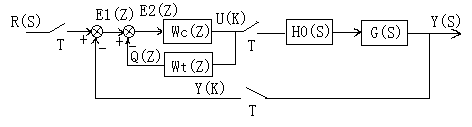 R(S) E1(Z) E2(Z) U(K) Y(S)
T + - + - Wc(Z) T H0(S) G(S)
Q(Z) Wt(Z)
Y(K)
T